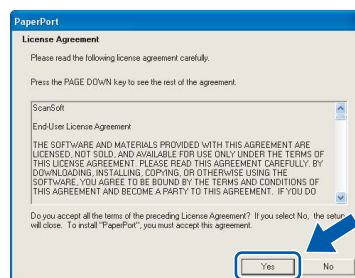 PaperPort
License Agreement
Please read the following license agreement carefully.
Press the PAGE DOWN key to see the rest of the agreement.
ScanSoft
End-User License Agreement
THE SOFTWARE AND MATERIALS PROVIDED WITH THIS AGREEMENT ARE
LICENSED, NOT SOLD, AND AVAILABLE FOR USE ONLY UNDER THE TERMS OF
THIS LICENSE AGREEMENT. PLEASE READ THIS AGREEMENT CAREFULLY. BY
DOWNLOADING, INSTALLING, COPYING, OR OTHERWISE USING THE
SOFTWARE, YOU AGREE TO BE BOUND BY THE TERMS AND CONDITIONS OF
THIS AGREEMENT AND BECOME A PARTY TO THIS AGREEMENT. IF YOU DO
Do you accept all the terms of the preceding License Agreement? If you select No, the setup
will close. To install "PaperPort", you must accept this agreement.
Yes
No